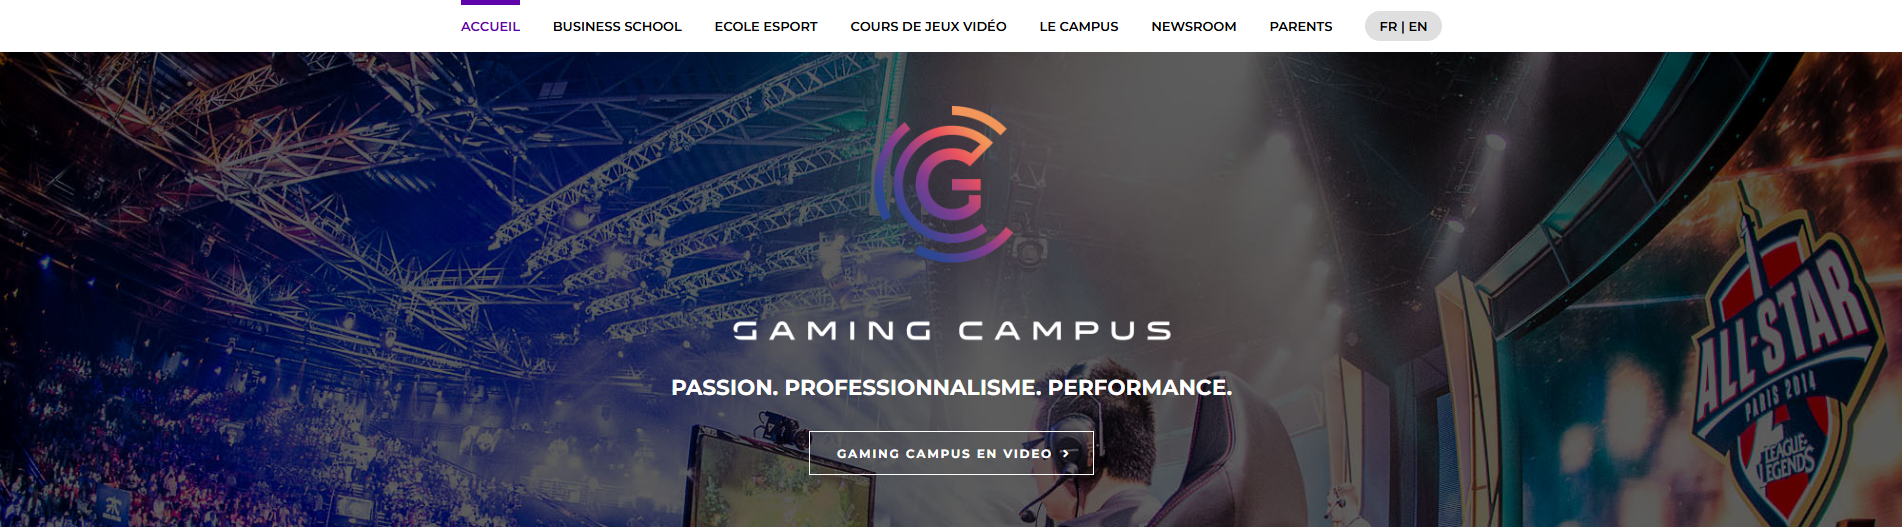 ACCUEIL BUSINESS SCHOOL ECOLE ESPORT COURS DE JEUX VIDÉO LE CAMPUS NEWSROOM PARENTS FR | EN
GAMING CAMPUS
PASSION. PROFESSIONNALISME. PERFORMANCE.
GAMING CAMPUS EN VIDEO >
ALL-STAR
PARIS 2014
LEAGUE
LEGENDS